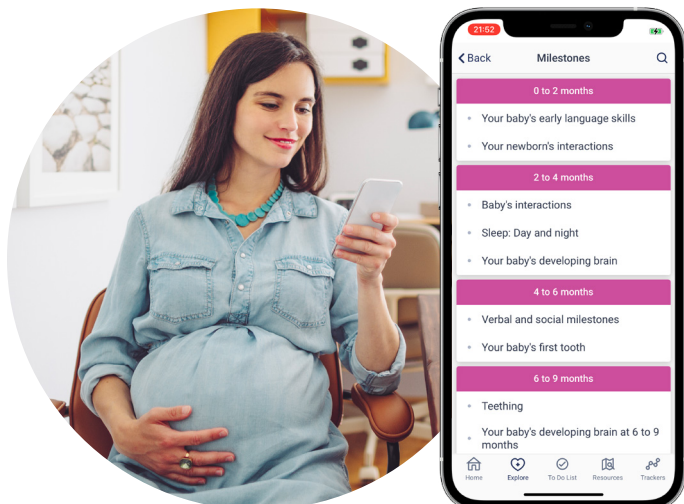 21:52
Back
Milestones
0 to 2 months
Your baby's early language skills
Your newborn's interactions
2 to 4 months
Baby's interactions
Sleep: Day and night
Your baby's developing brain
4 to 6 months
Verbal and social milestones
Your baby's first tooth
6 to 9 months
Teething
Your baby's developing brain at 6 to 9
months
Home
Explore
To Do List
Resources
Trackers